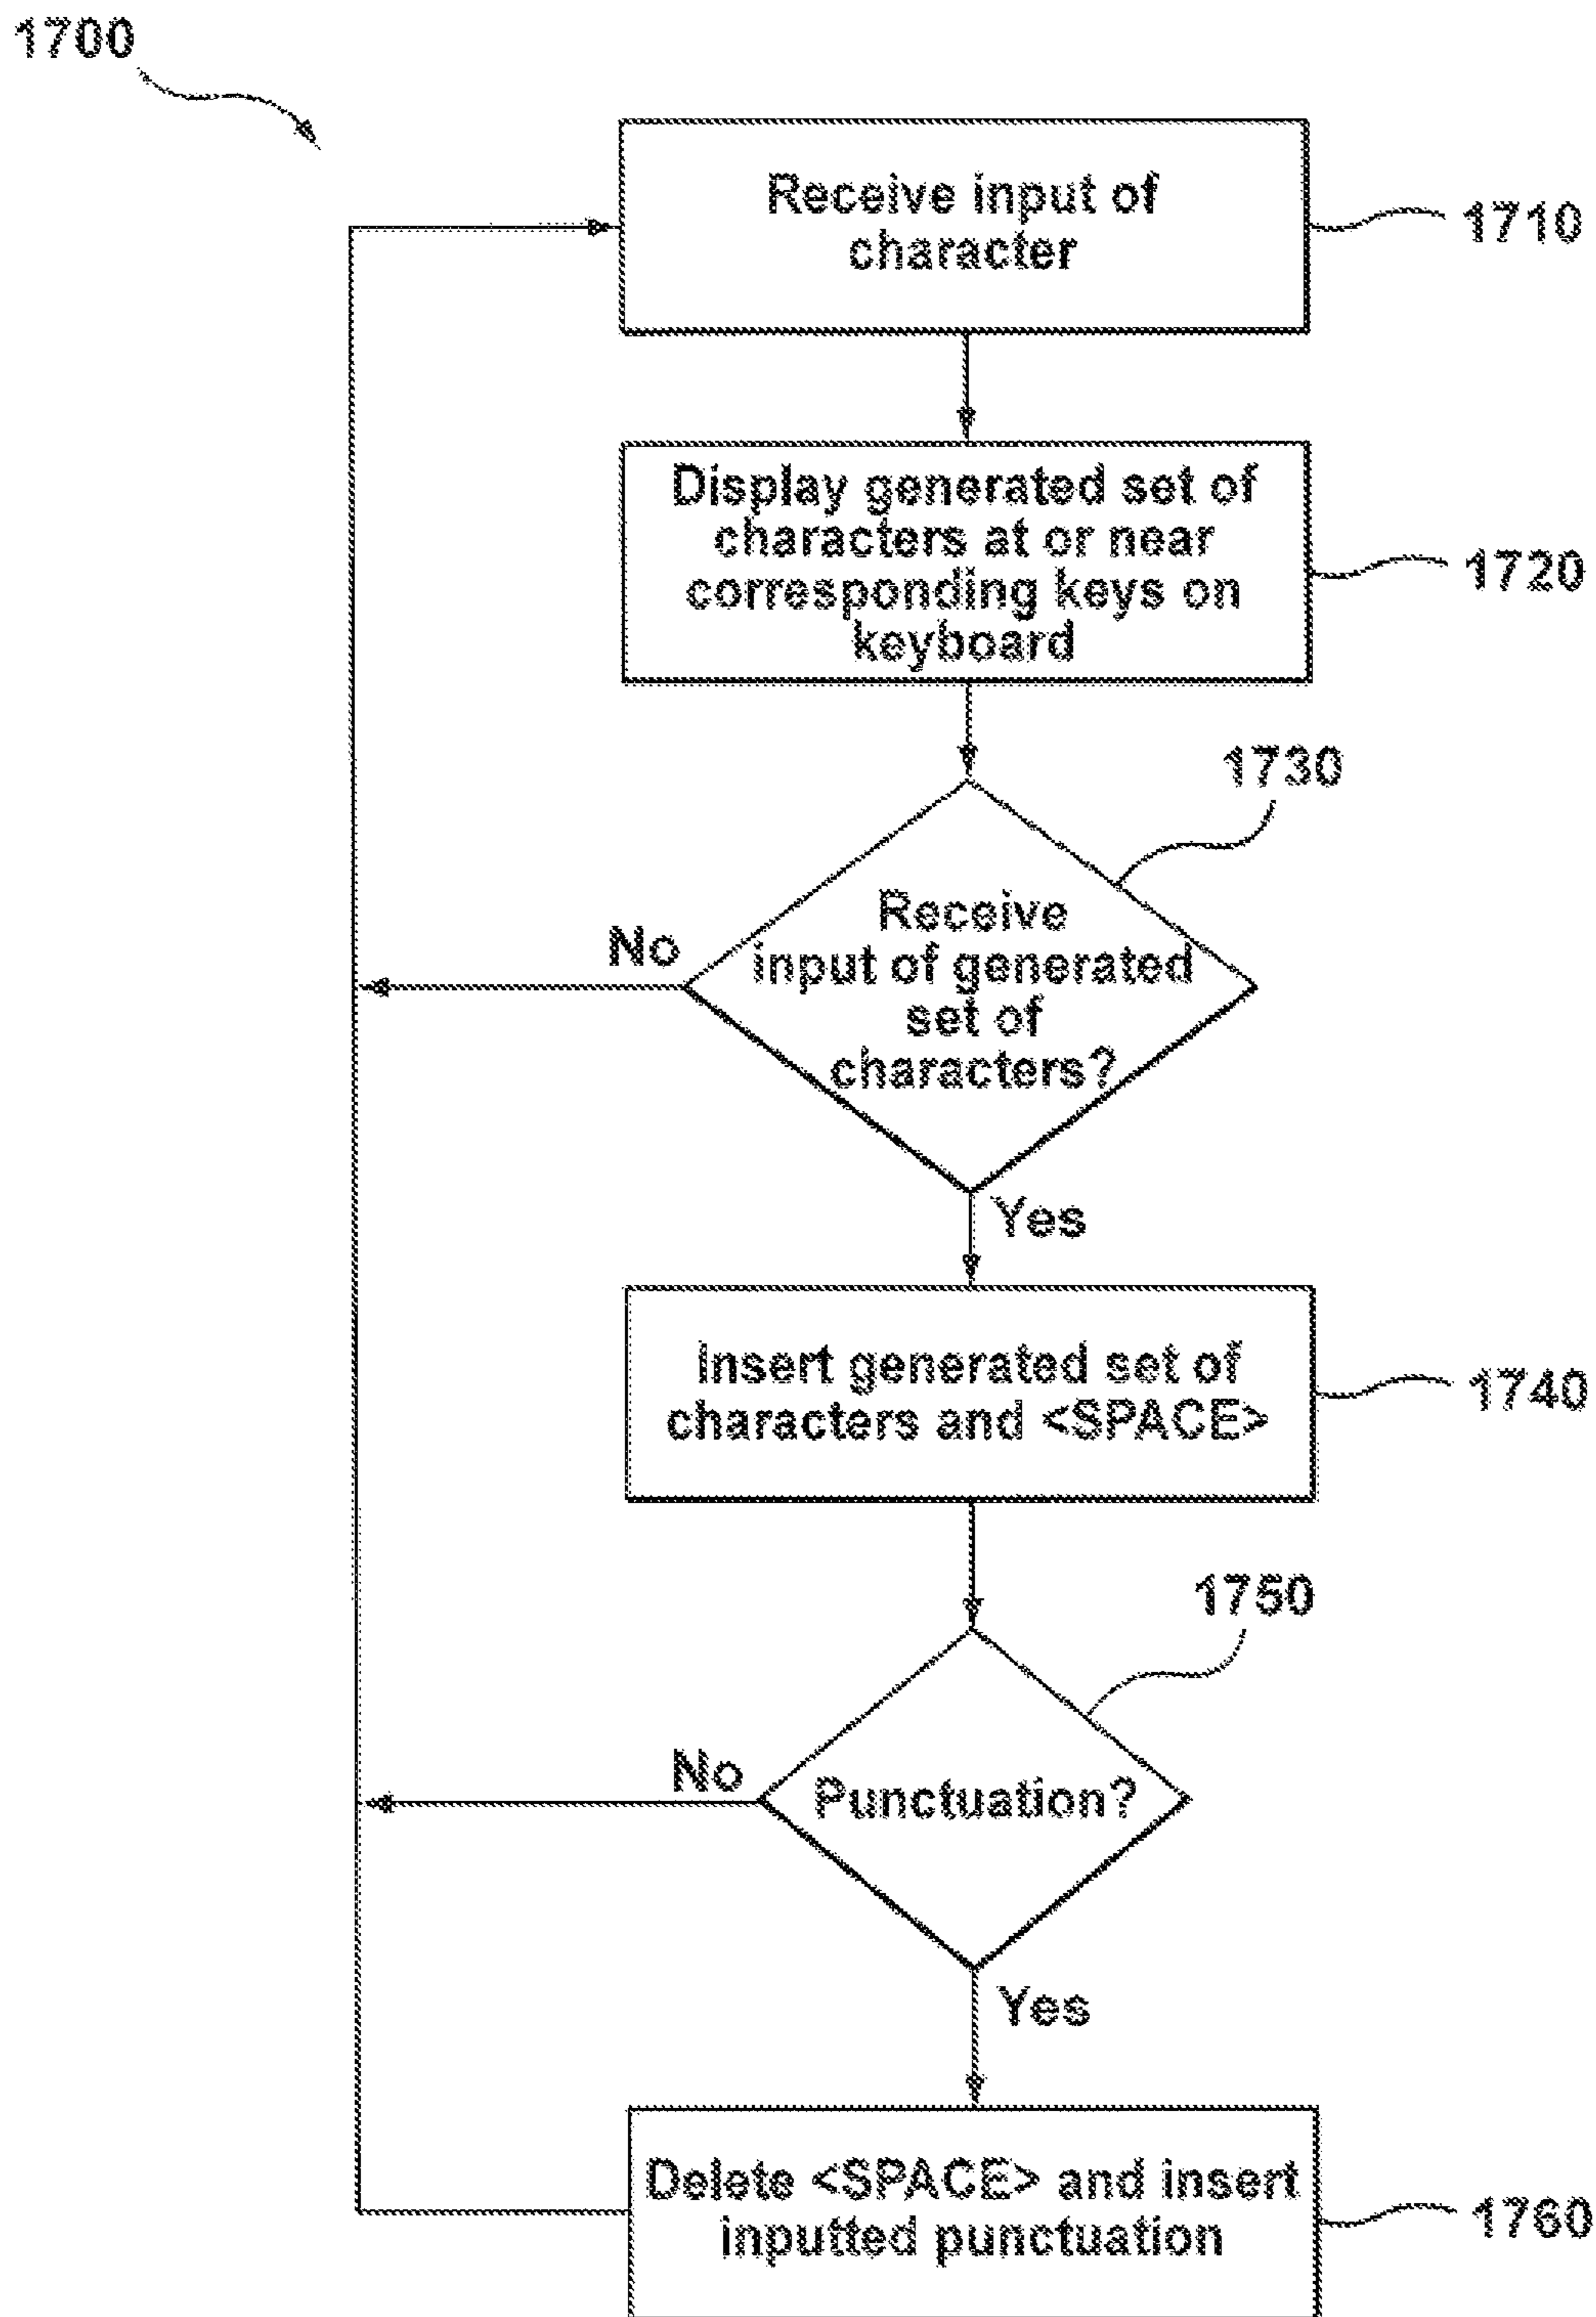 1700
Receive input of
character
1710
Display generated set of
characters at or near
corresponding keys on
keyboard
1720
1730
Receive
input of generated
set of
characters?
No
Yes
Insert generated set of
characters and <SPACE>
1740
1750
Punctuation?
No
Yes
Delete <SPACE> and insert
inputted punctuation
1760